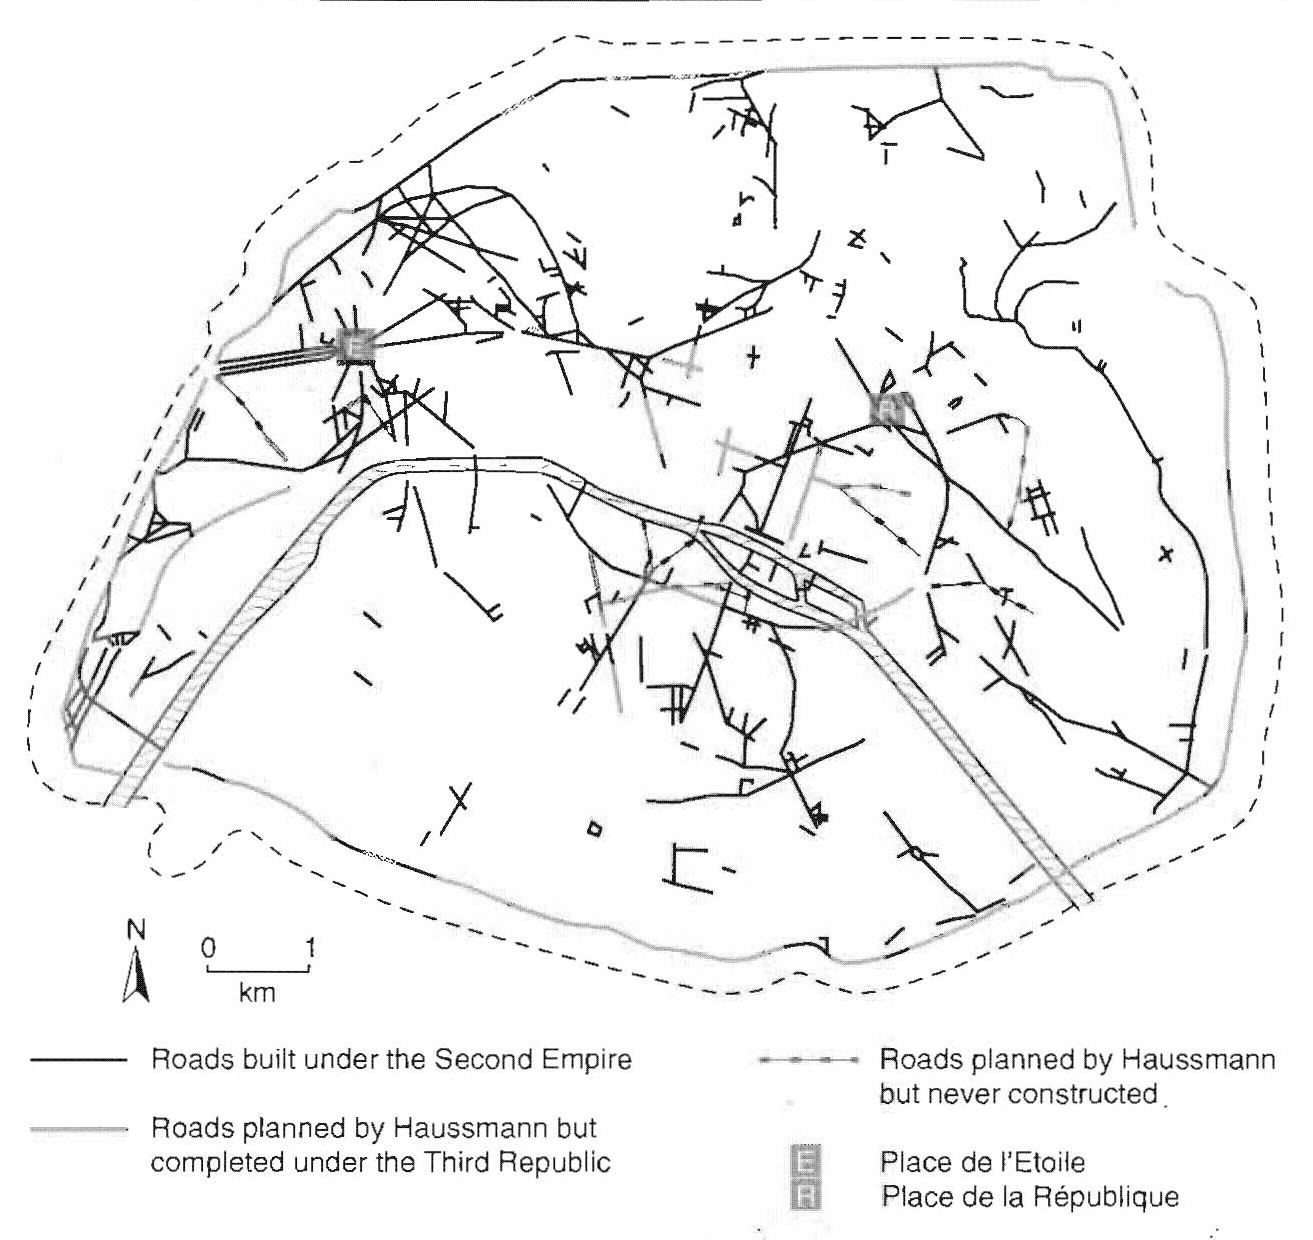 E
R
N
0 1
km
Roads built under the Second Empire
Roads planned by Haussmann but
completed under the Third Republic
Roads planned by Haussmann
but never constructed
E Place de l'Etoile
R Place de la République